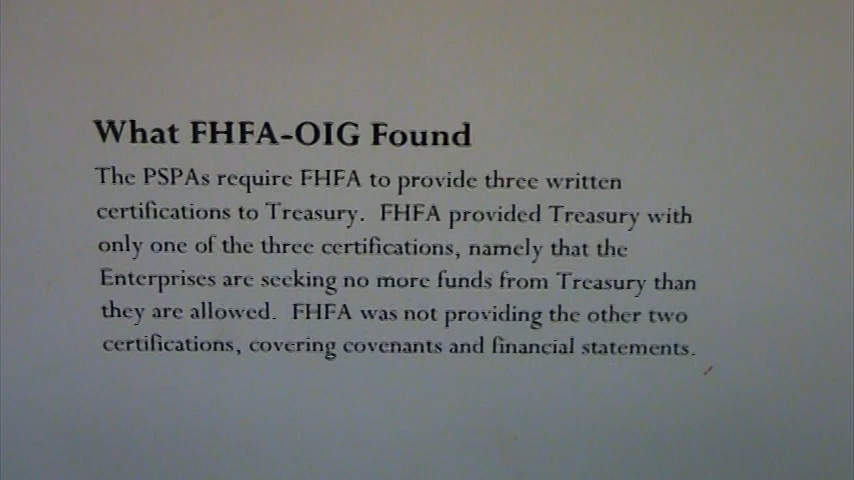 What FHFA-OIG Found
The PSPAs require FHFA to provide three written
certifications to Treasury.  FHFA provided Treasury with
only one of the three certifications, namely that the
Enterprises are seeking no more funds from Treasury than
they are allowed.  FHFA was not providing the other two
certifications, covering covenants and financial statements.